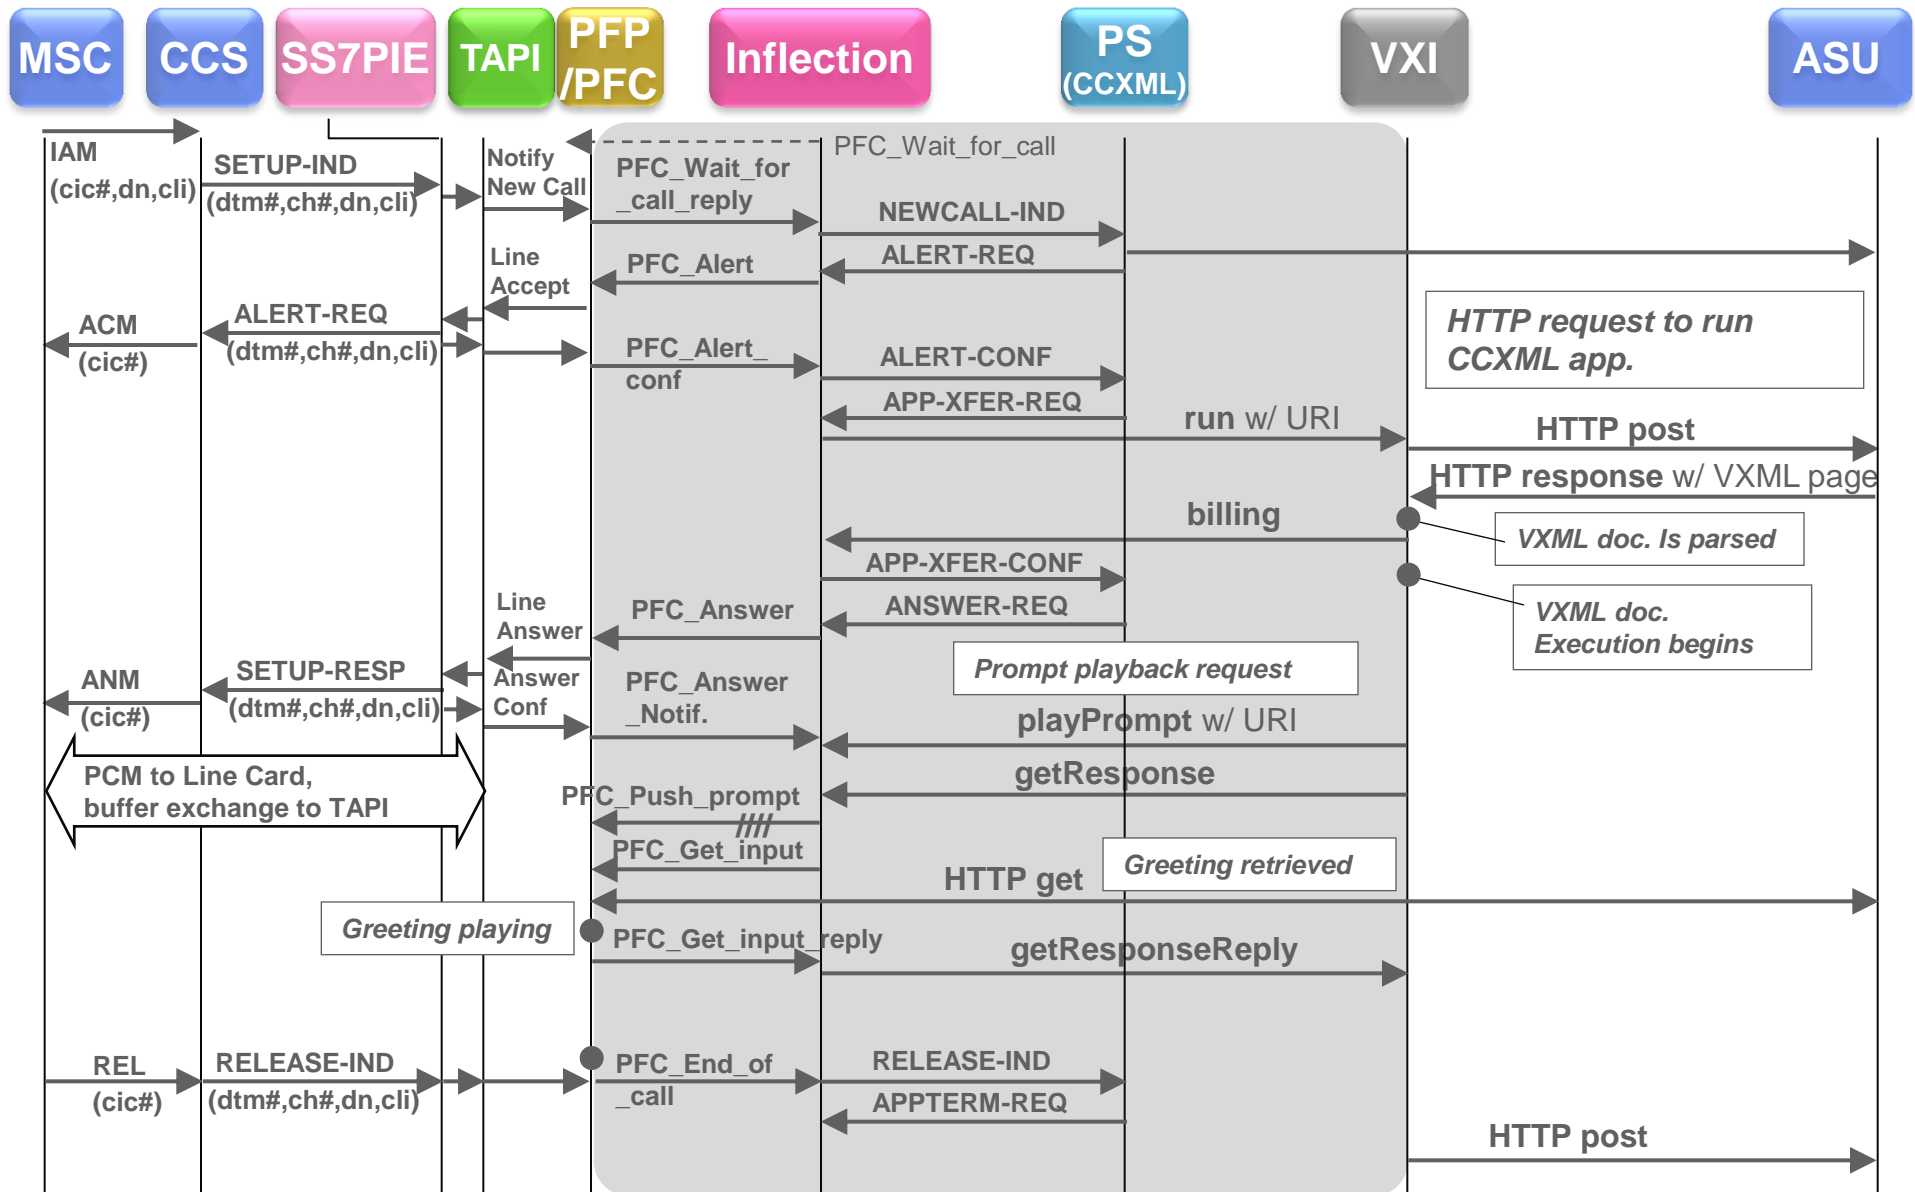 MSC
CCS
SS7PIE
TAPI
PFP
/PFC
Inflection
PS
(CCXML)
VXI
ASU
IAM
(cic#,dn,cli)
SETUP-IND
(dtm#,ch#,dn,cli)
Notify
New Call
PFC_Wait_for_call
PFC_Wait_for
_call_reply
NEWCALL-IND
ALERT-REQ
PFC_Alert
Line
Accept
ALERT-REQ
(dtm#,ch#,dn,cli)
ACM
(cic#)
HTTP request to run
CCXML app.
PFC_Alert_
conf
ALERT-CONF
APP-XFER-REQ
run w/ URI
HTTP post
HTTP response w/ VXML page
billing
VXML doc. Is parsed
APP-XFER-CONF
ANSWER-REQ
VXML doc.
Execution begins
PFC_Answer
Line
Answer
Prompt playback request
SETUP-RESP
(dtm#,ch#,dn,cli)
ANM
(cic#)
Answer
Conf
PFC_Answer
_Notif.
playPrompt w/ URI
getResponse
PCM to Line Card,
buffer exchange to TAPI
PFC_Push_prompt
PFC_Get_input
Greeting retrieved
HTTP get
Greeting playing
PFC_Get_input_reply
getResponseReply
REL
(cic#)
RELEASE-IND
(dtm#,ch#,dn,cli)
PFC_End_of
_call
RELEASE-IND
APPTERM-REQ
HTTP post